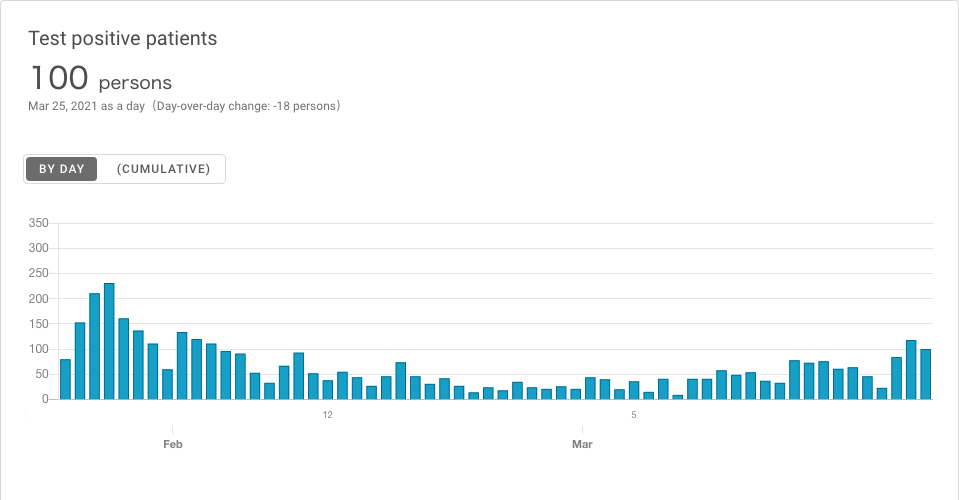 Test positive patients
100 persons
Mar 25, 2021 as a day (Day-over-day change: -18 persons)
BY DAY (CUMULATIVE)
350
300
250
200
150
100
50
0
12 5
Feb Mar